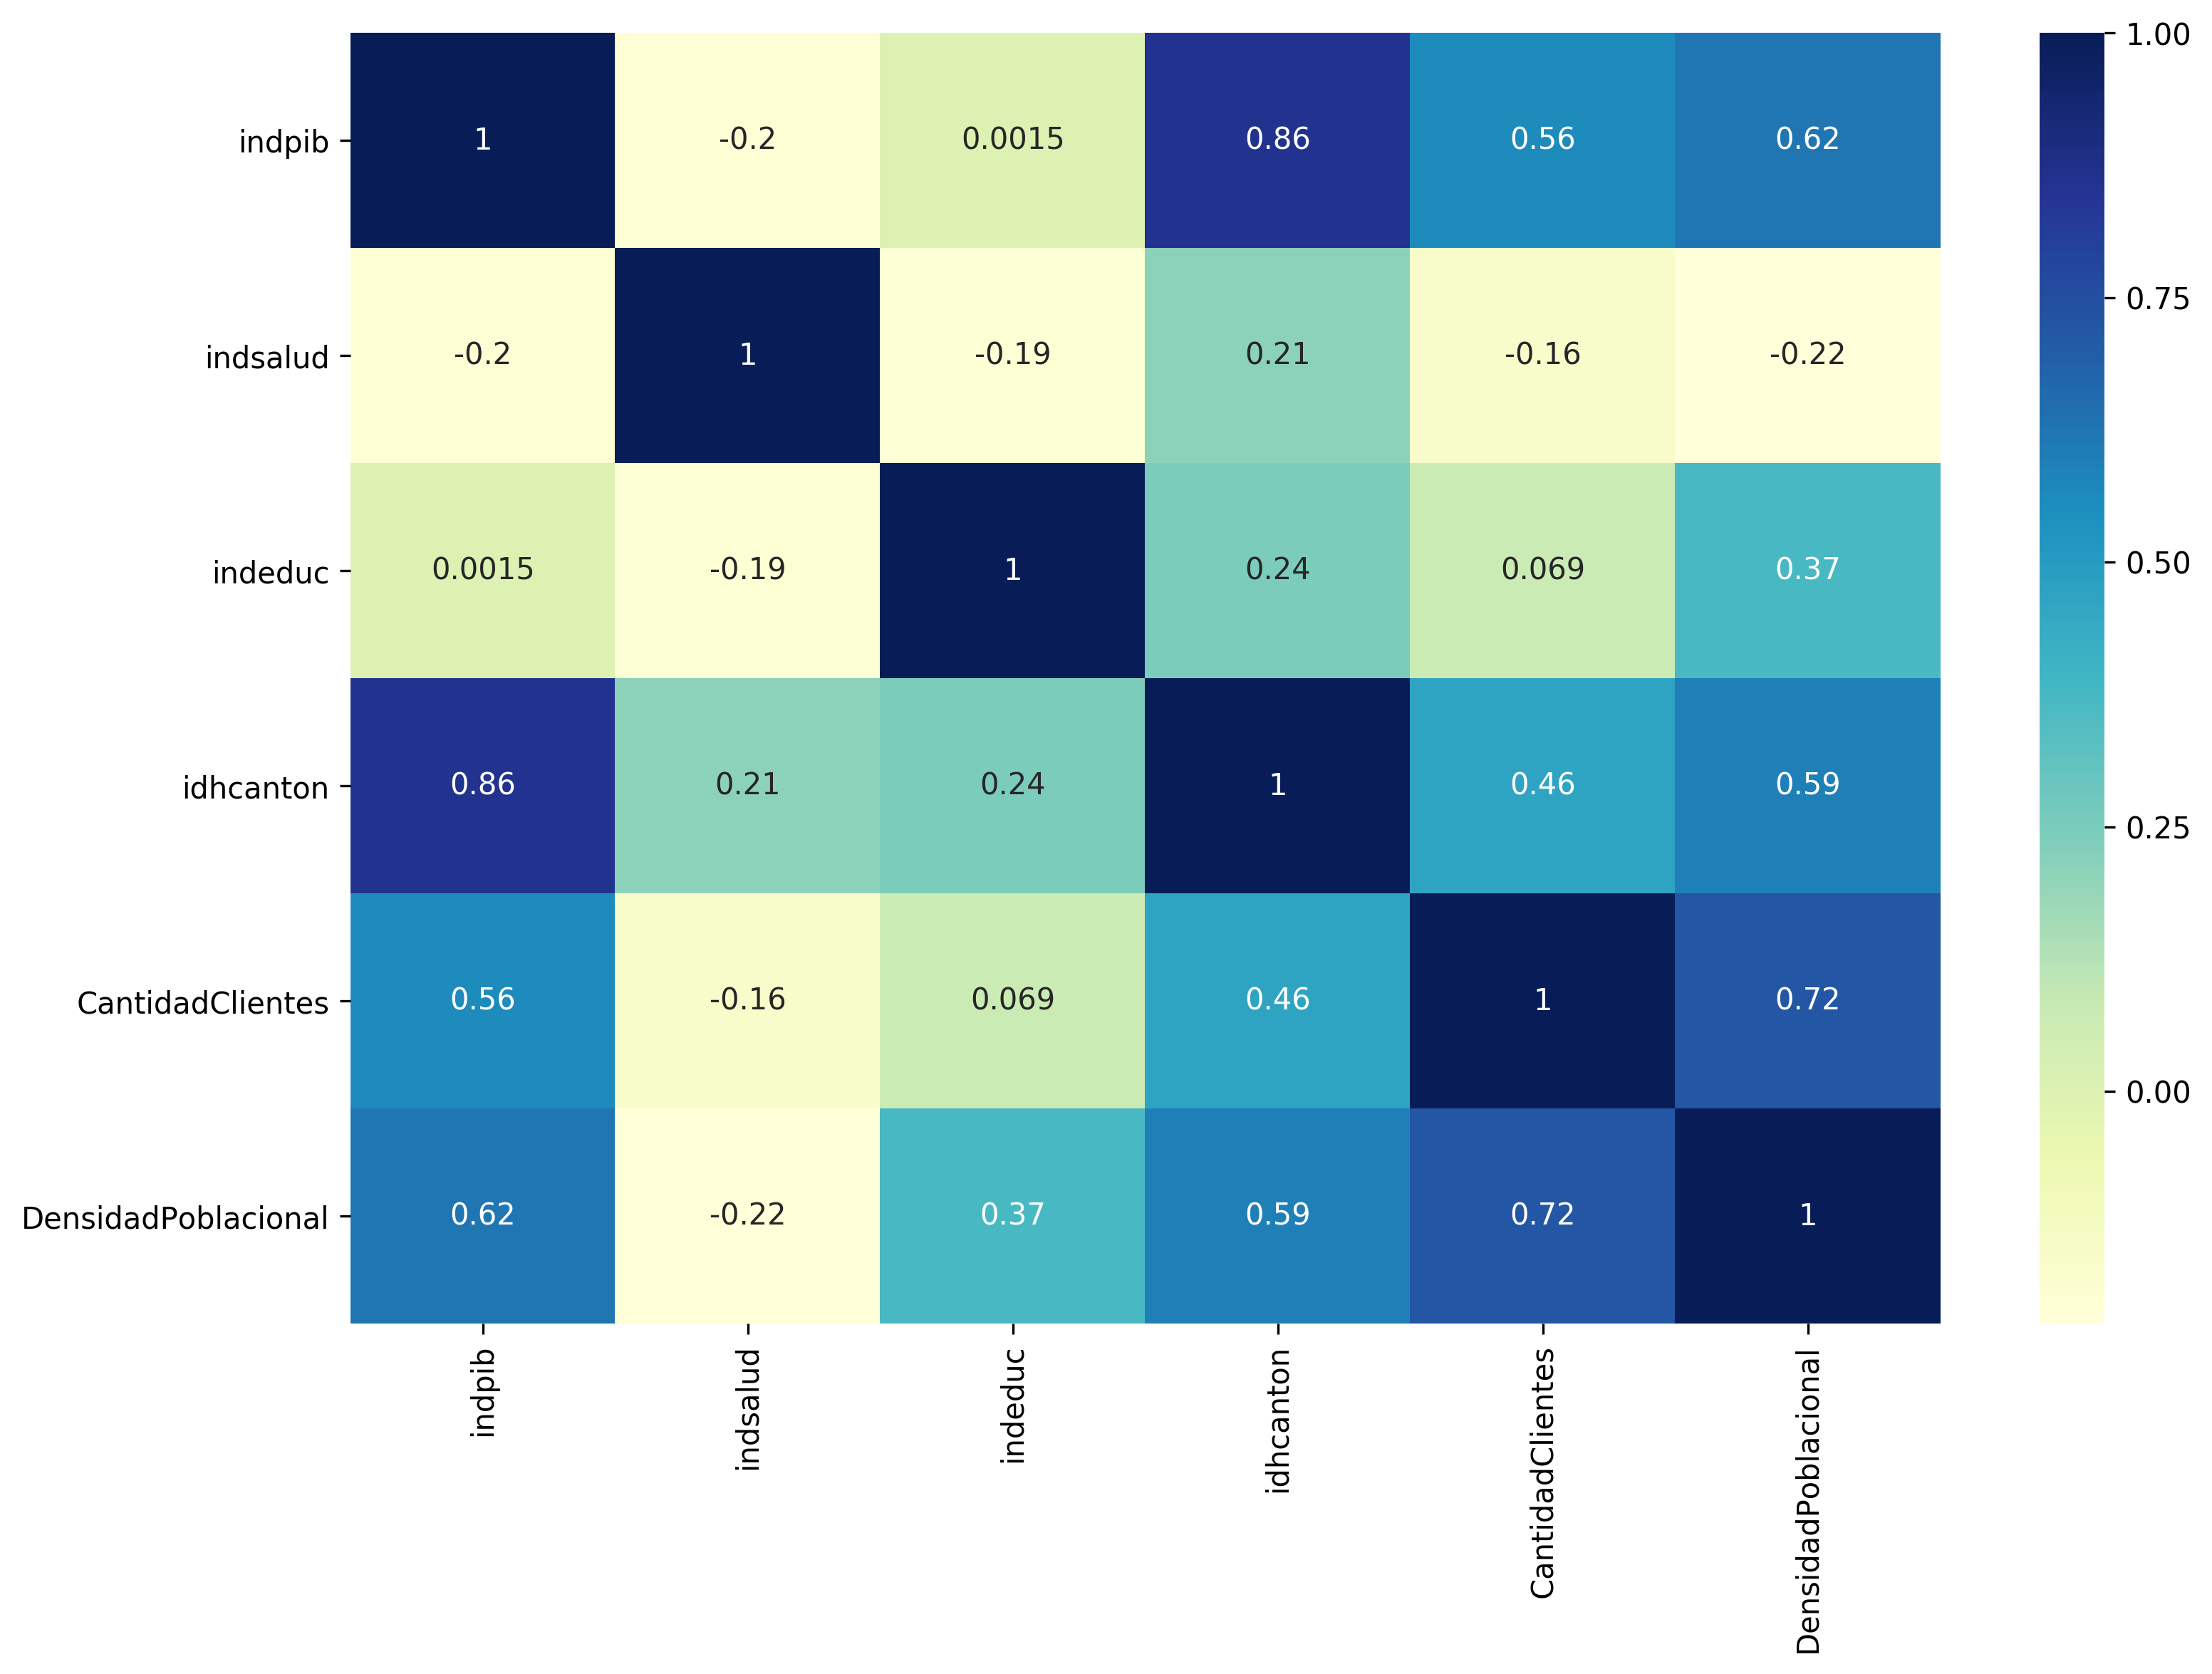 indpib 1 -0.2 0.0015 0.86 0.56 0.62
indsalud -0.2 1 -0.19 0.21 -0.16 -0.22
indeduc 0.0015 -0.19 1 0.24 0.069 0.37
idhcanton 0.86 0.21 0.24 1 0.46 0.59
CantidadClientes 0.56 -0.16 0.069 0.46 1 0.72
DensidadPoblacional 0.62 -0.22 0.37 0.59 0.72 1
indpib
indsalud
indeduc
idhcanton
CantidadClientes
DensidadPoblacional
1.00
0.75
0.50
0.25
0.00